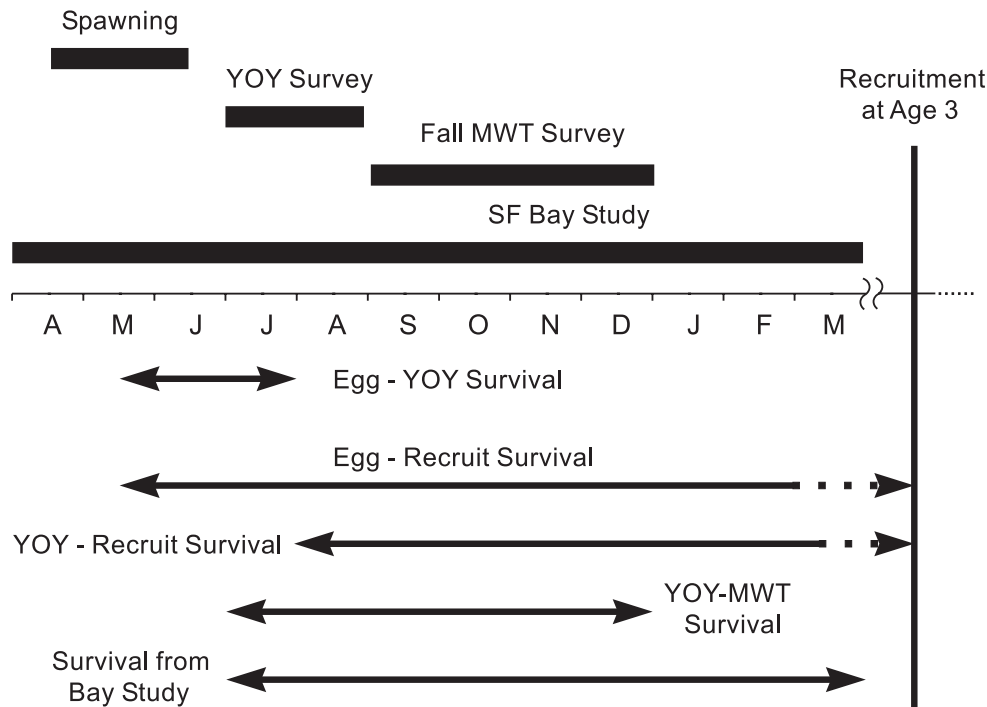 Spawning
YOY Survey
Recruitment
at Age 3
Fall MWT Survey
SF Bay Study
A M J J A S O N D J F M
Egg - YOY Survival
Egg - Recruit Survival
YOY - Recruit Survival
YOY-MWT
Survival
Survival from
Bay Study